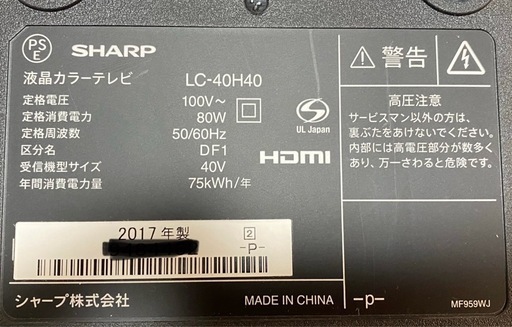 PS
E
SHARP
液晶カラーテレビ LC-40H40
定格電圧 100V～
定格消費電力 80W
定格周波数 50/60Hz
区分名 DF1
受信機型サイズ 40V
年間消費電力量 75kWh/年
S
UL Japan
HDMI
2017年製
2
-P-
シャープ株式会社 MADE IN CHINA
警告
高圧注意
サービスマン以外の方は、
裏ぶたをあけないでください。
内部には高電圧部分が数多く
あり、万一さわると危険です。
-p-
MF959WJ